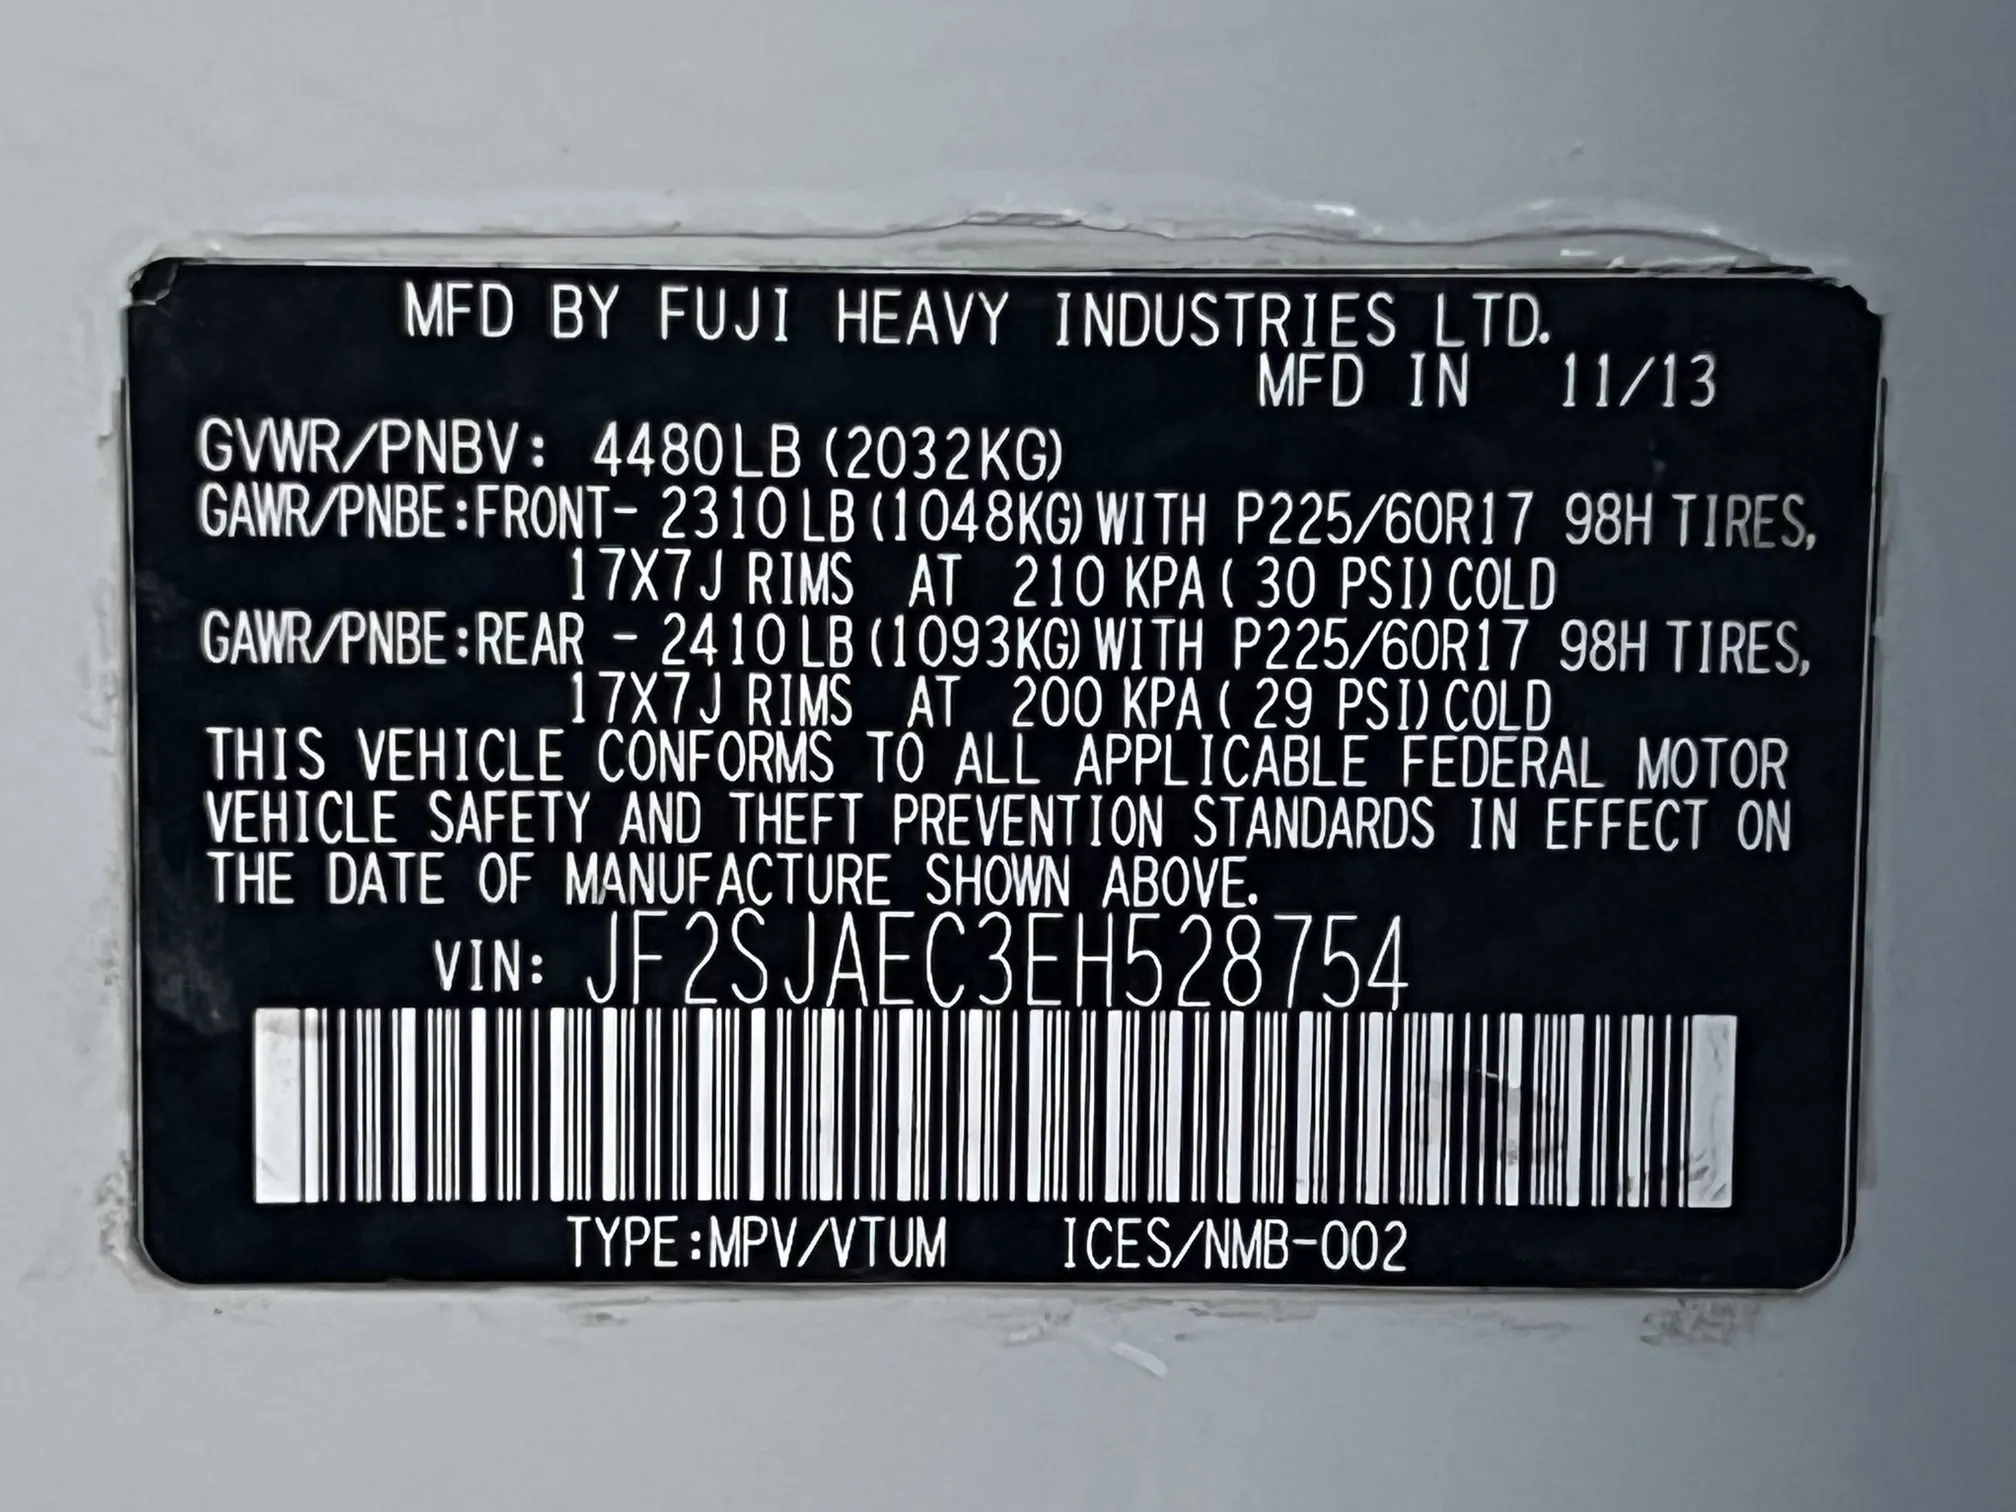 MFD BY FUJI HEAVY INDUSTRIES LTD.
MFD IN 11/13
GVWR/PNBV: 4480LB (2032KG)
GAWR/PNBE:FRONT- 2310LB (1048KG) WITH P225/60R17 98H TIRES,
17X7J RIMS AT 210 KPA ( 30 PSI) COLD
GAWR/PNBE:REAR - 2410LB (1093KG) WITH P225/60R17 98H TIRES,
17X7J RIMS AT 200 KPA ( 29 PSI) COLD
THIS VEHICLE CONFORMS TO ALL APPLICABLE FEDERAL MOTOR
VEHICLE SAFETY AND THEFT PREVENTION STANDARDS IN EFFECT ON
THE DATE OF MANUFACTURE SHOWN ABOVE.
VIN: JF2SJAEC3EH528754
TYPE:MPV/VTUM ICES/NMB-002